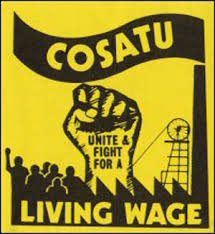 COSATU
UNITE &
FIGHT
FOR A
LIVING WAGE